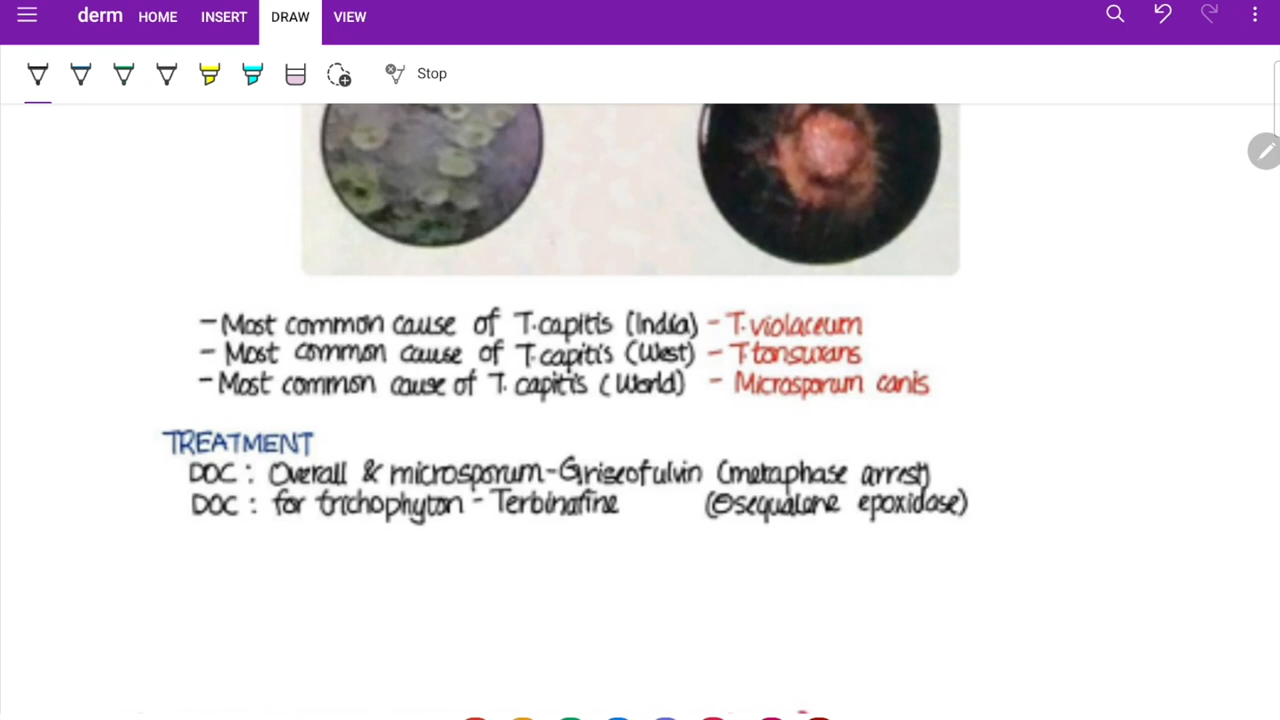 derm HOME INSERT DRAW VIEW
Stop
- Most common cause of T.capitis (India) - T.violaceum
- Most common cause of T.capitis (West) - T.tonsurans
- Most common cause of T. capitis (World) - Microsporum canis
TREATMENT
DOC : Overall & microsporum - Griseofulvin (metaphase arrest)
DOC : for trichophyton - Terbinafine (⊖sequalene epoxidase)